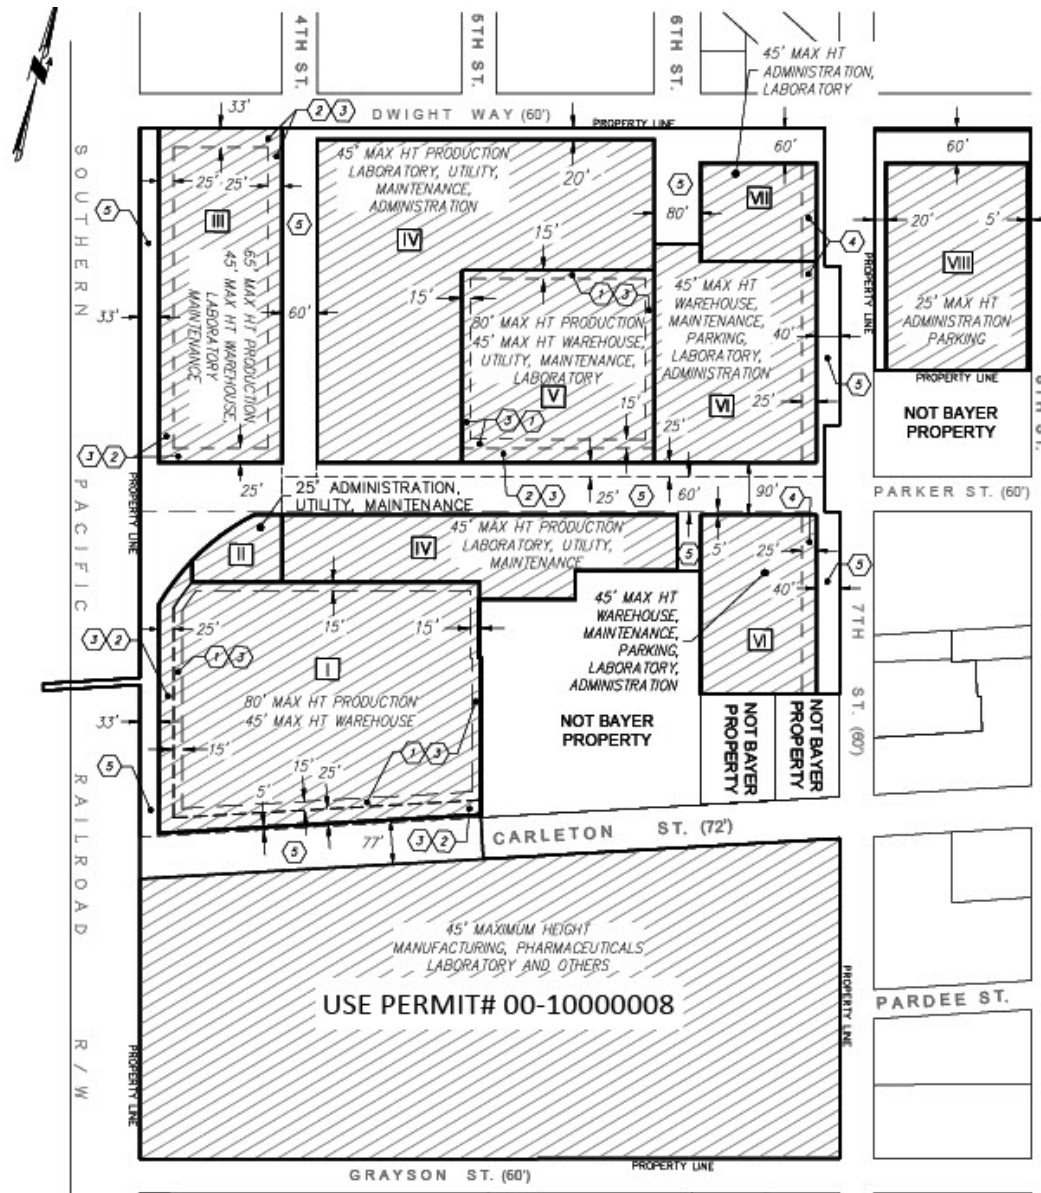 4TH ST.
5TH ST.
6TH ST.
45' MAX HT
ADMINISTRATION,
LABORATORY
N
33'
2 3
DWIGHT WAY (60')
PROPERTY LINE
60'
60'
45' MAX HT PRODUCTION
LABORATORY, UTILITY,
MAINTENANCE,
ADMINISTRATION
20'
25' 25'
5
III
5
IV
5
80'
VII
4
20'
5'
VIII
25' MAX HT
ADMINISTRATION
PARKING
65' MAX HT PRODUCTION
45' MAX HT WAREHOUSE,
LABORATORY
MAINTENANCE
33'
60'
15'
15'
1 3
80' MAX HT PRODUCTION
45' MAX HT WAREHOUSE,
UTILITY, MAINTENANCE,
LABORATORY
V
15'
3 1
45' MAX HT
WAREHOUSE,
MAINTENANCE,
PARKING,
LABORATORY,
ADMINISTRATION
40'
VI
25'
25'
5
PROPERTY LINE
PROPERTY LINE
NOT BAYER
PROPERTY
8TH ST.
3 2
25'
2 3
25'
5
60'
90'
4
PARKER ST. (60')
PROPERTY LINE
25' ADMINISTRATION,
UTILITY, MAINTENANCE
II
IV
45' MAX HT PRODUCTION
LABORATORY, UTILITY,
MAINTENANCE
5
5'
25'
40'
5
7TH ST. (60')
3 2
25'
15'
15'
1 3
I
80' MAX HT PRODUCTION
45' MAX HT WAREHOUSE
45' MAX HT
WAREHOUSE,
MAINTENANCE,
PARKING,
LABORATORY,
ADMINISTRATION
VI
NOT BAYER
PROPERTY
NOT BAYER
PROPERTY
NOT BAYER
PROPERTY
33'
15'
1 3
5
5'
15'
25'
5
77'
3 2
CARLETON ST. (72')
SOUTHERN PACIFIC RAILROAD R/W
45' MAXIMUM HEIGHT
MANUFACTURING, PHARMACEUTICALS
LABORATORY AND OTHERS
USE PERMIT# 00-10000008
PROPERTY LINE
PARDEE ST.
PROPERTY LINE
GRAYSON ST. (60')
PROPERTY LINE